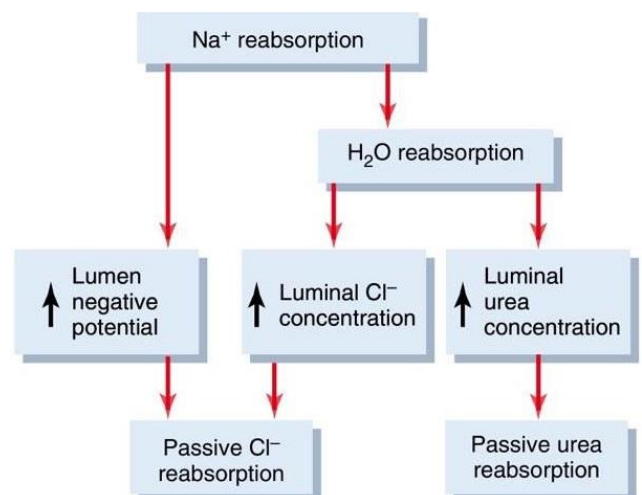 Na⁺ reabsorption
H₂O reabsorption
Lumen
negative
potential
Luminal Cl⁻
concentration
Luminal
urea
concentration
Passive Cl⁻
reabsorption
Passive urea
reabsorption